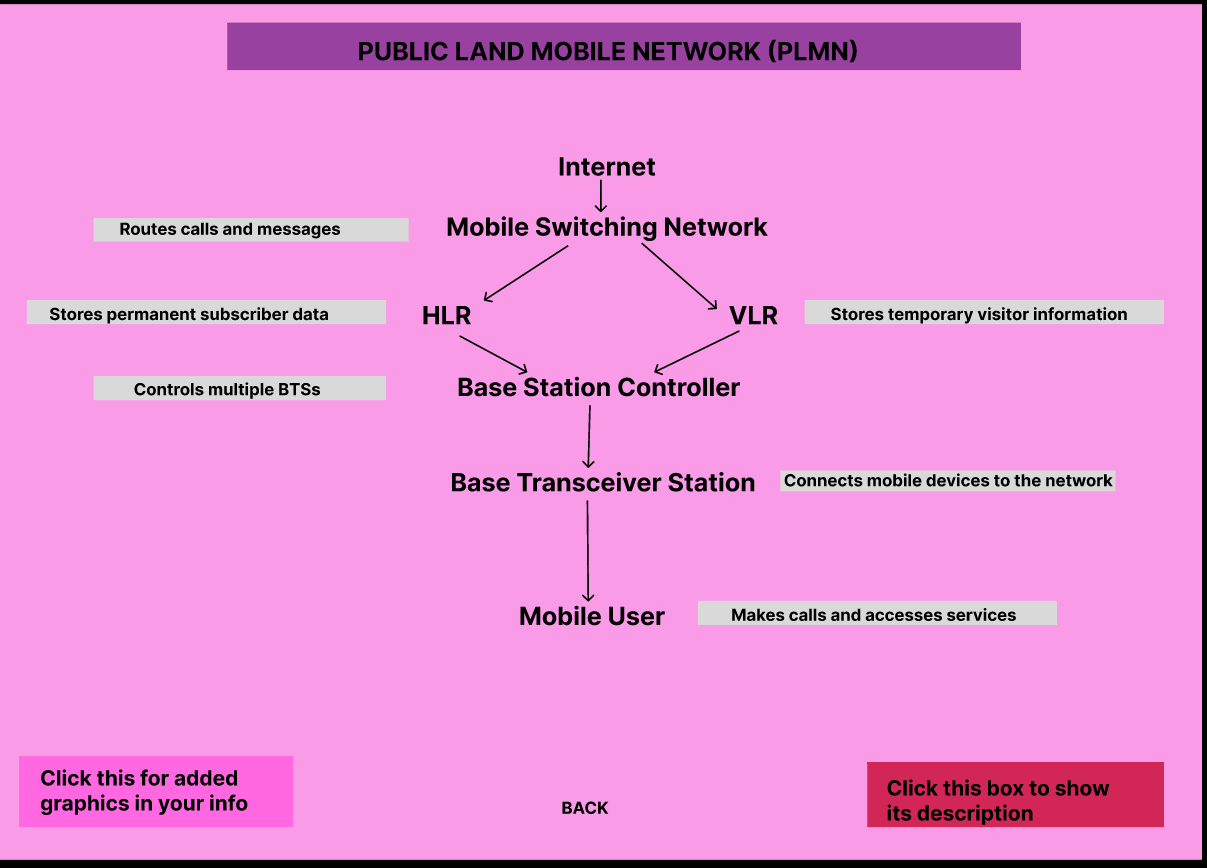 PUBLIC LAND MOBILE NETWORK (PLMN)
Internet
Routes calls and messages
Mobile Switching Network
Stores permanent subscriber data
HLR
VLR
Stores temporary visitor information
Controls multiple BTSs
Base Station Controller
Base Transceiver Station
Connects mobile devices to the network
Mobile User
Makes calls and accesses services
Click this for added
graphics in your info
BACK
Click this box to show
its description